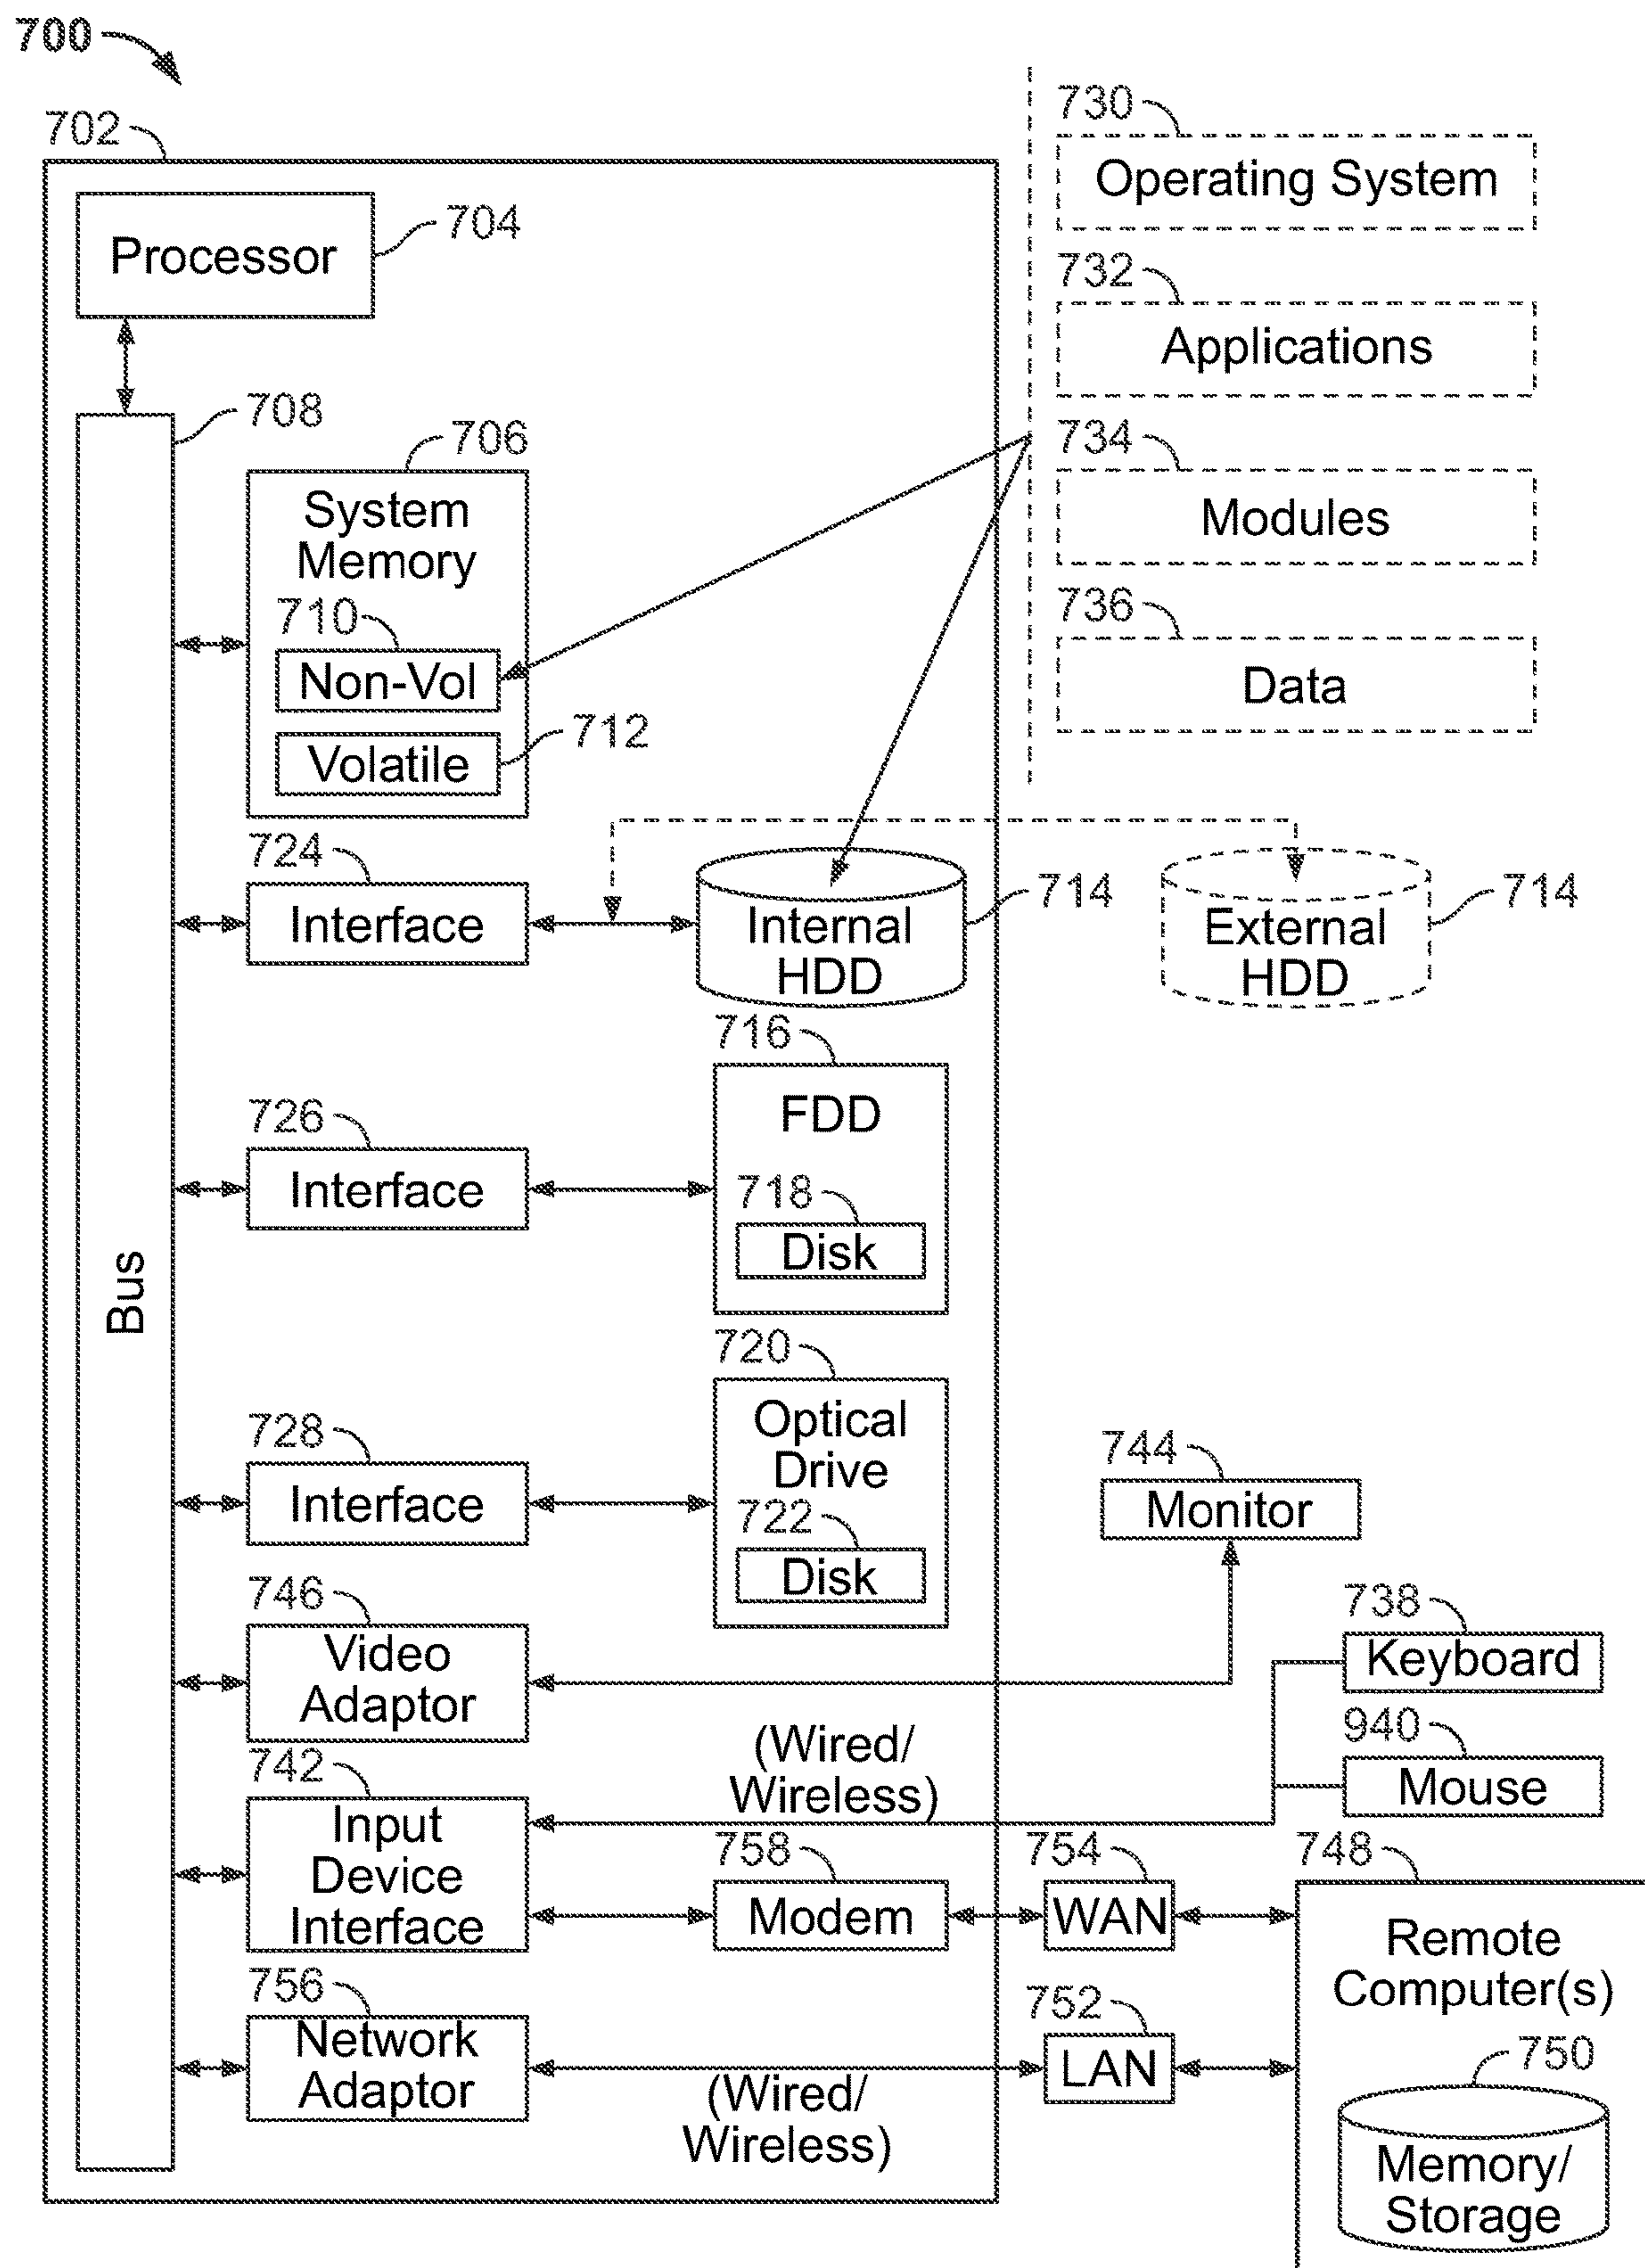 700
702
730
Operating System
Processor
704
732
Applications
708
706
734
System
Memory
Modules
710
Non-Vol
736
Data
712
Volatile
724
Interface
Internal
HDD
714
External
HDD
714
716
FDD
726
Interface
718
Disk
Bus
720
Optical
Drive
728
Interface
722
Disk
744
Monitor
746
Video
Adaptor
738
Keyboard
940
Mouse
(Wired/
Wireless)
742
Input
Device
Interface
758
Modem
754
WAN
748
Remote
Computer(s)
756
Network
Adaptor
752
LAN
(Wired/
Wireless)
750
Memory/
Storage